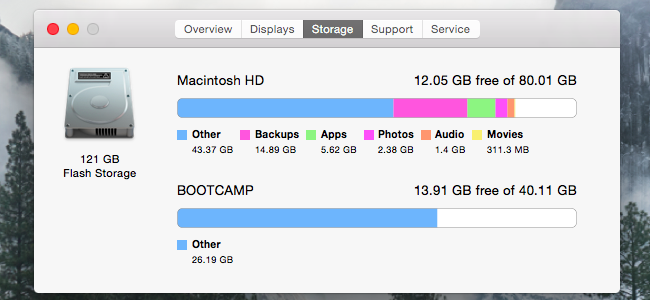 Overview Displays Storage Support Service
Macintosh HD 12.05 GB free of 80.01 GB
Other Backups Apps Photos Audio Movies
43.37 GB 14.89 GB 5.62 GB 2.38 GB 1.4 GB 311.3 MB
121 GB
Flash Storage
BOOTCAMP 13.91 GB free of 40.11 GB
Other
26.19 GB